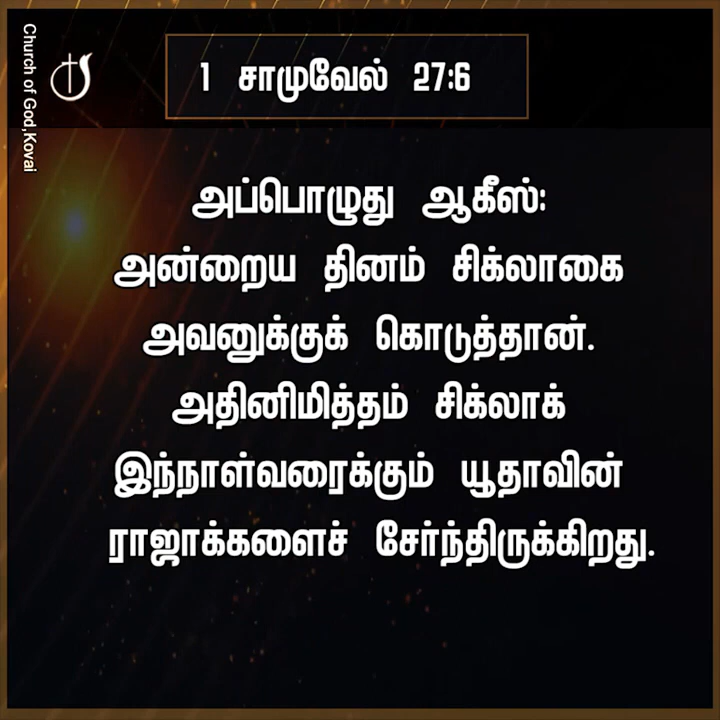 Church of God,Kovai
1 சாமுவேல் 27:6
அப்பொழுது ஆகீஸ்:
அன்றைய தினம் சிக்லாகை
அவனுக்குக் கொடுத்தான்.
அதினிமித்தம் சிக்லாக்
இந்நாள்வரைக்கும் யூதாவின்
ராஜாக்களைச் சேர்ந்திருக்கிறது.